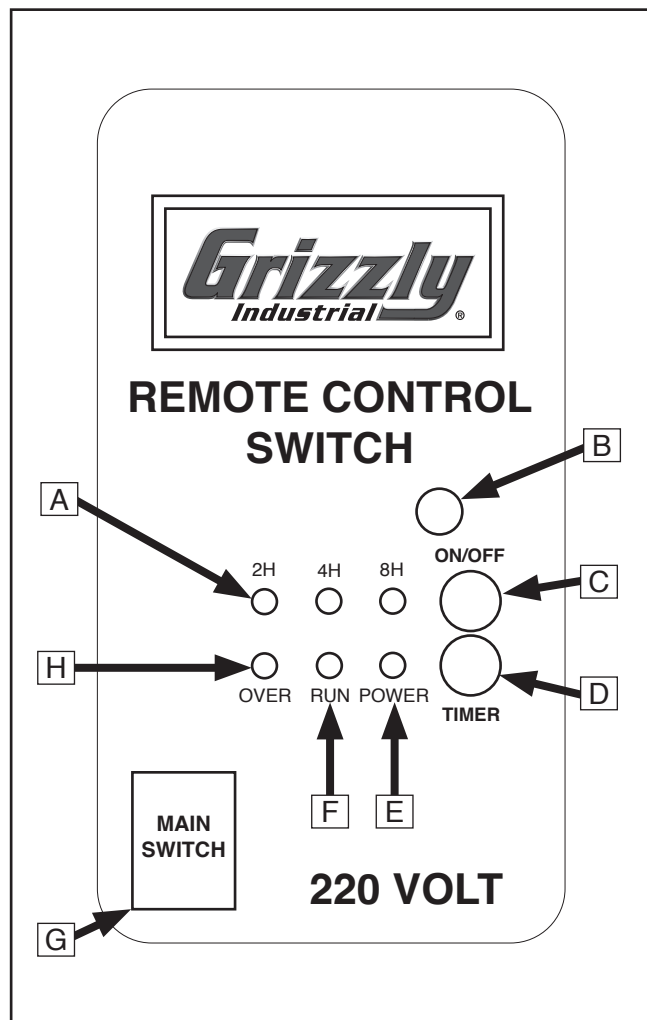 Grizzly
Industrial ®
REMOTE CONTROL
SWITCH
B
A
ON/OFF
2H 4H 8H
C
H
OVER RUN POWER
D
TIMER
F E
MAIN
SWITCH
220 VOLT
G